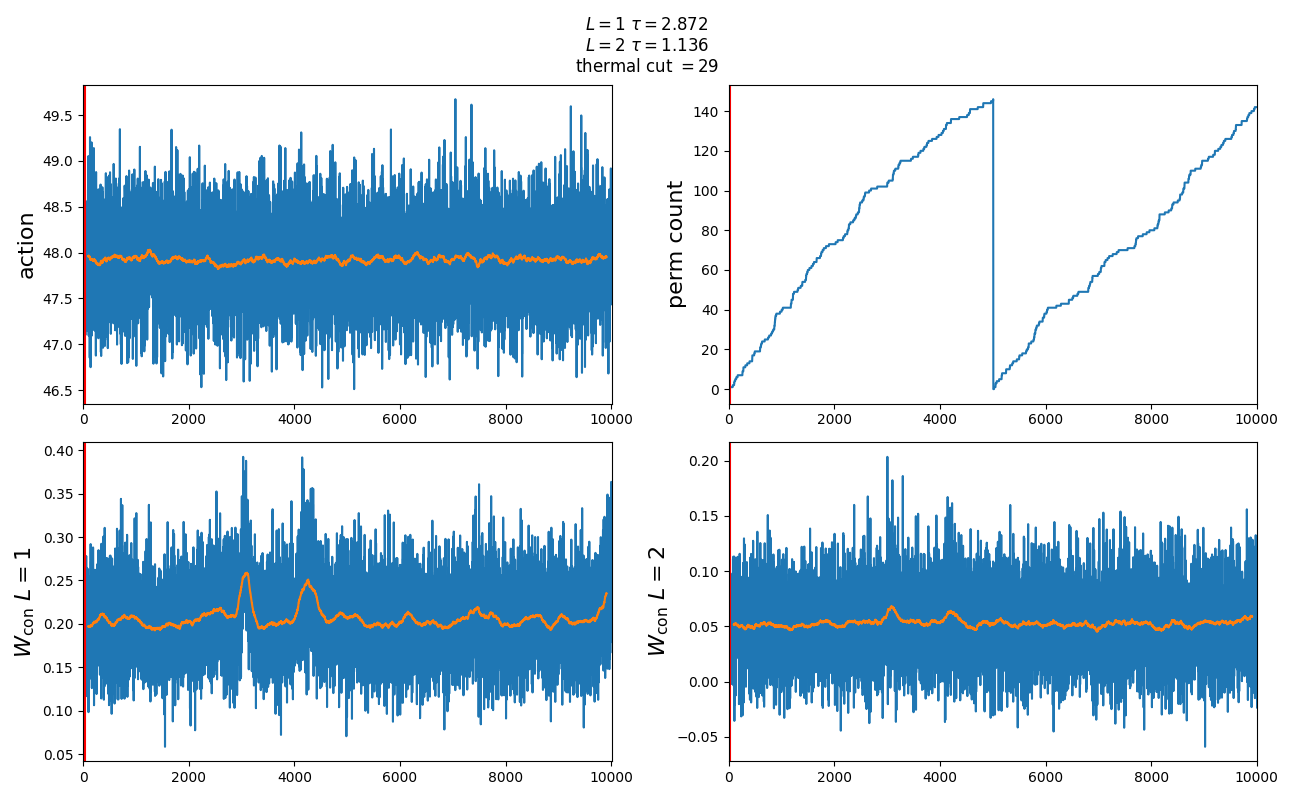 L = 1 τ = 2.872
L = 2 τ = 1.136
thermal cut = 29
action
49.5
49.0
48.5
48.0
47.5
47.0
46.5
0 2000 4000 6000 8000 10000
perm count
140
120
100
80
60
40
20
0
0 2000 4000 6000 8000 10000
W_con L = 1
0.40
0.35
0.30
0.25
0.20
0.15
0.10
0.05
0 2000 4000 6000 8000 10000
W_con L = 2
0.20
0.15
0.10
0.05
0.00
−0.05
0 2000 4000 6000 8000 10000